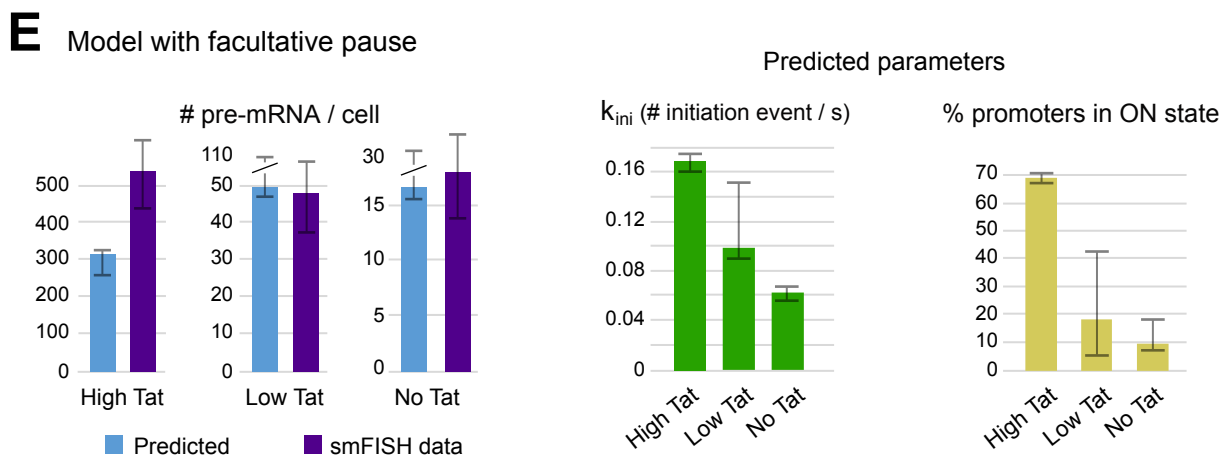 E Model with facultative pause
# pre-mRNA / cell
500
400
300
200
100
0
High Tat
110
50
40
30
20
10
0
Low Tat
30
15
10
5
0
No Tat
Predicted
smFISH data
Predicted parameters
kini (# initiation event / s)
0.16
0.12
0.08
0.04
0
High Tat
Low Tat
No Tat
% promoters in ON state
70
60
50
40
30
20
10
0
High Tat
Low Tat
No Tat